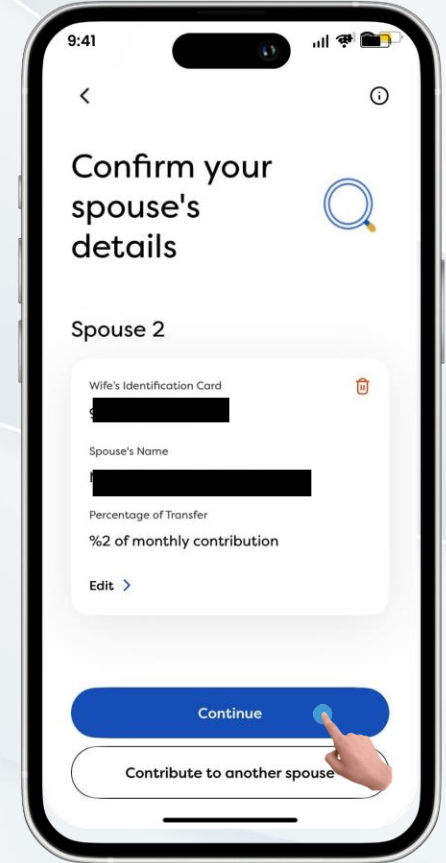 9:41
Confirm your
spouse's
details
Spouse 2
Wife's Identification Card
Spouse's Name
Percentage of Transfer
%2 of monthly contribution
Edit
Continue
Contribute to another spouse